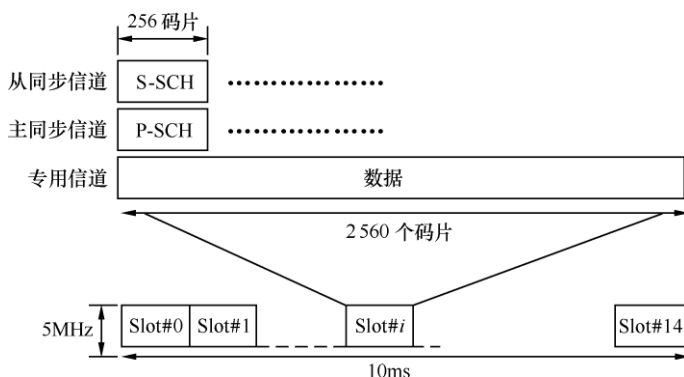 256 码片
从同步信道 S-SCH ………………
主同步信道 P-SCH ………………
专用信道 数据
2 560 个码片
5MHz Slot#0 Slot#1 Slot#i Slot#14
10ms